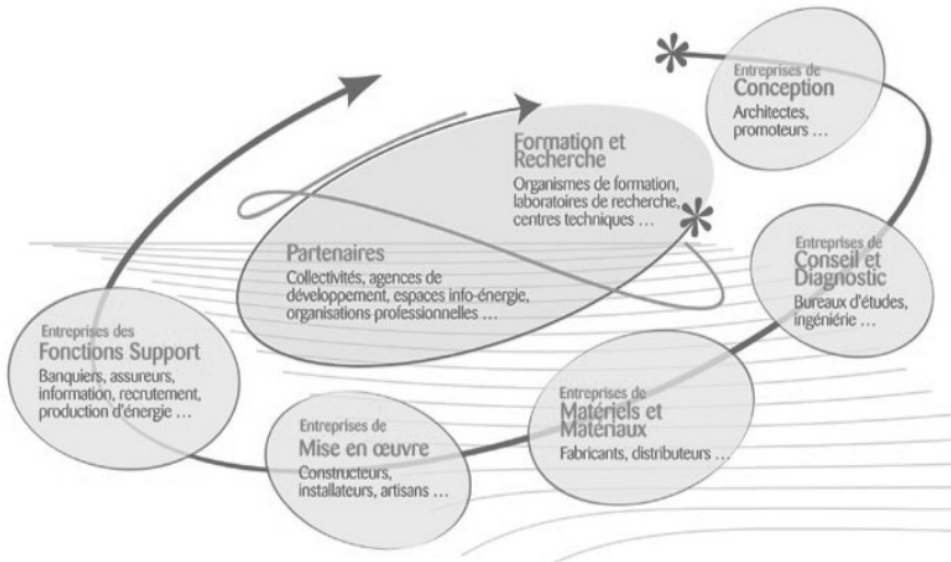 Entreprises de
Conception
Architectes,
promoteurs ...
Formation et
Recherche
Organismes de formation,
laboratoires de recherche,
centres techniques ...
Partenaires
Collectivités, agences de
développement, espaces info-énergie,
organisations professionnelles ...
Entreprises de
Conseil et
Diagnostic
Bureaux d'études,
ingéniérie ...
Entreprises des
Fonctions Support
Banquiers, assureurs,
information, recrutement,
production d'énergie ...
Entreprises de
Mise en œuvre
Constructeurs,
installateurs, artisans ...
Entreprises de
Matériels et
Matériaux
Fabricants, distributeurs ...